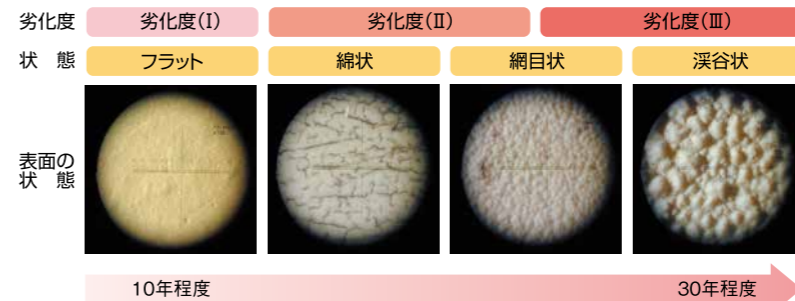 劣化度 劣化度(Ⅰ) 劣化度(Ⅱ) 劣化度(Ⅲ)
状　態 フラット 綿状 網目状 渓谷状
表面の
状　態
10年程度 30年程度